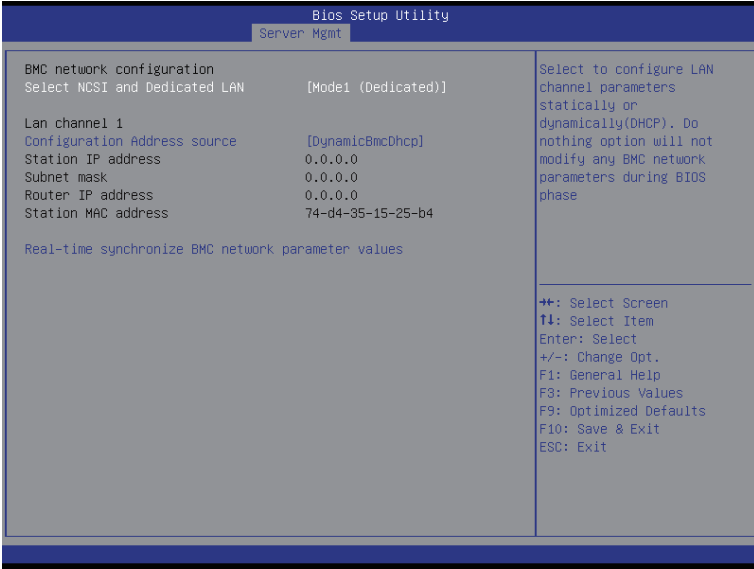 Bios Setup Utility
Server Mgmt
BMC network configuration
Select NCSI and Dedicated LAN [Mode1 (Dedicated)]
Lan channel 1
Configuration Address source [DynamicBmcDhcp]
Station IP address 0.0.0.0
Subnet mask 0.0.0.0
Router IP address 0.0.0.0
Station MAC address 74-d4-35-15-25-b4
Real-time synchronize BMC network parameter values
Select to configure LAN
channel parameters
statically or
dynamically(DHCP). Do
nothing option will not
modify any BMC network
parameters during BIOS
phase
→←: Select Screen
↑↓: Select Item
Enter: Select
+/-: Change Opt.
F1: General Help
F3: Previous Values
F9: Optimized Defaults
F10: Save & Exit
ESC: Exit